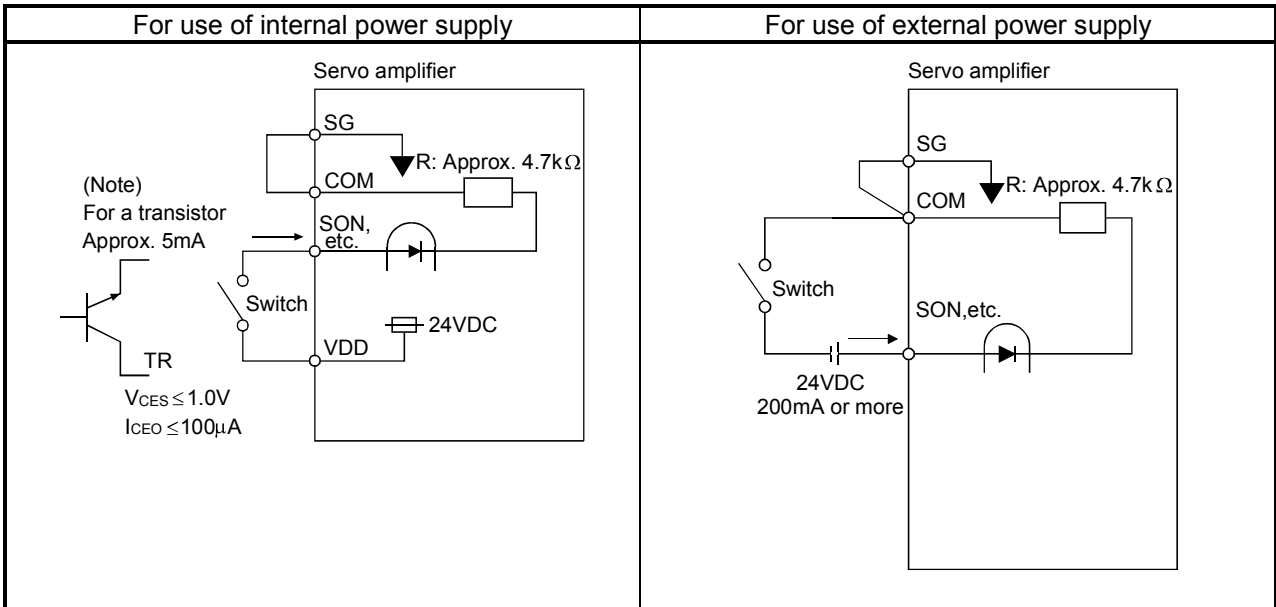 For use of internal power supply
For use of external power supply
Servo amplifier
SG
R: Approx. 4.7kΩ
COM
(Note)
For a transistor
Approx. 5mA
SON,
etc.
Switch
24VDC
VDD
TR
VCES ≤ 1.0V
ICEO ≤ 100μA
Servo amplifier
SG
R: Approx. 4.7kΩ
COM
Switch
SON,etc.
24VDC
200mA or more